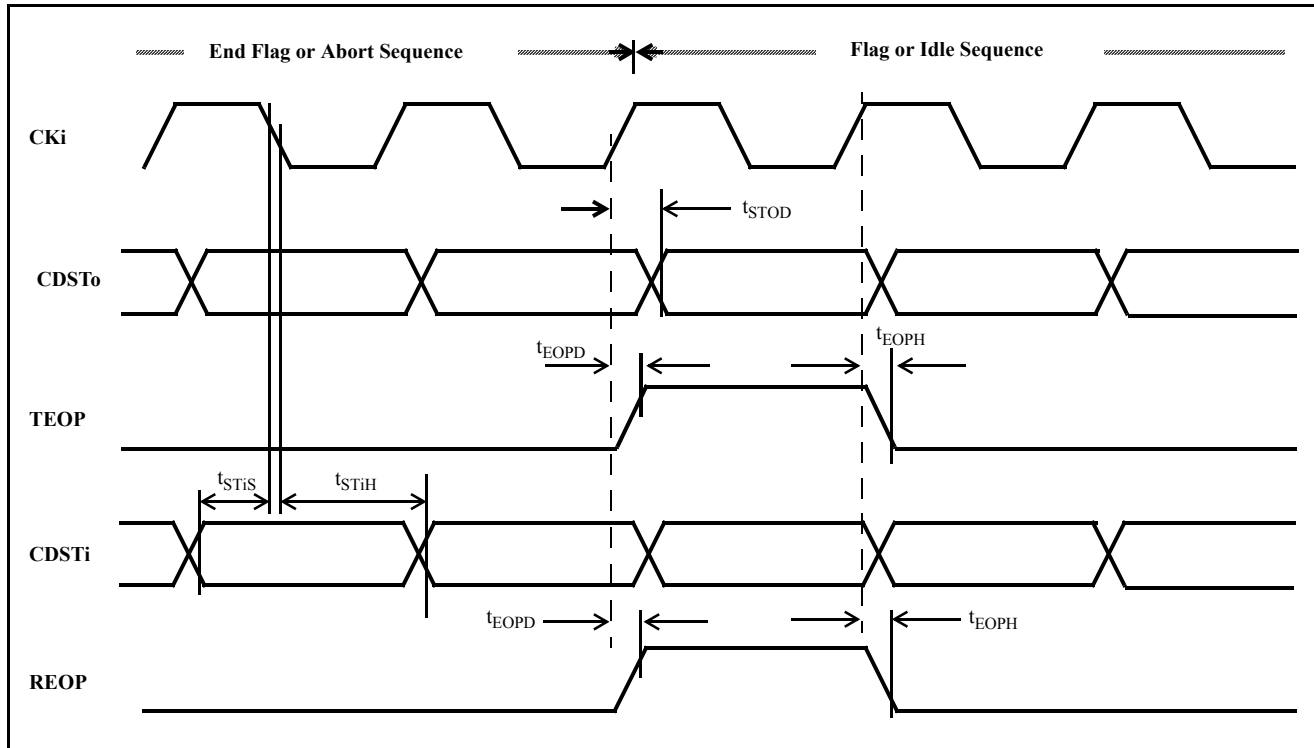 End Flag or Abort Sequence
Flag or Idle Sequence
CKi
tSTOD
CDSTo
tEOPD
tEOPH
TEOP
tSTiS
tSTiH
CDSTi
tEOPD
tEOPH
REOP